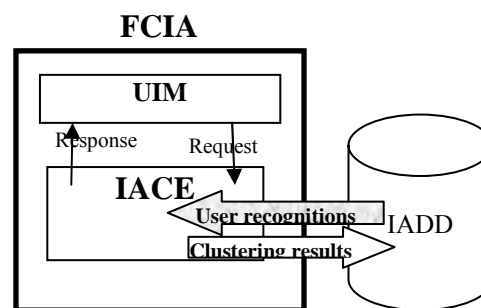 FCIA
UIM
Response
Request
IACE
User recognitions
IADD
Clustering results